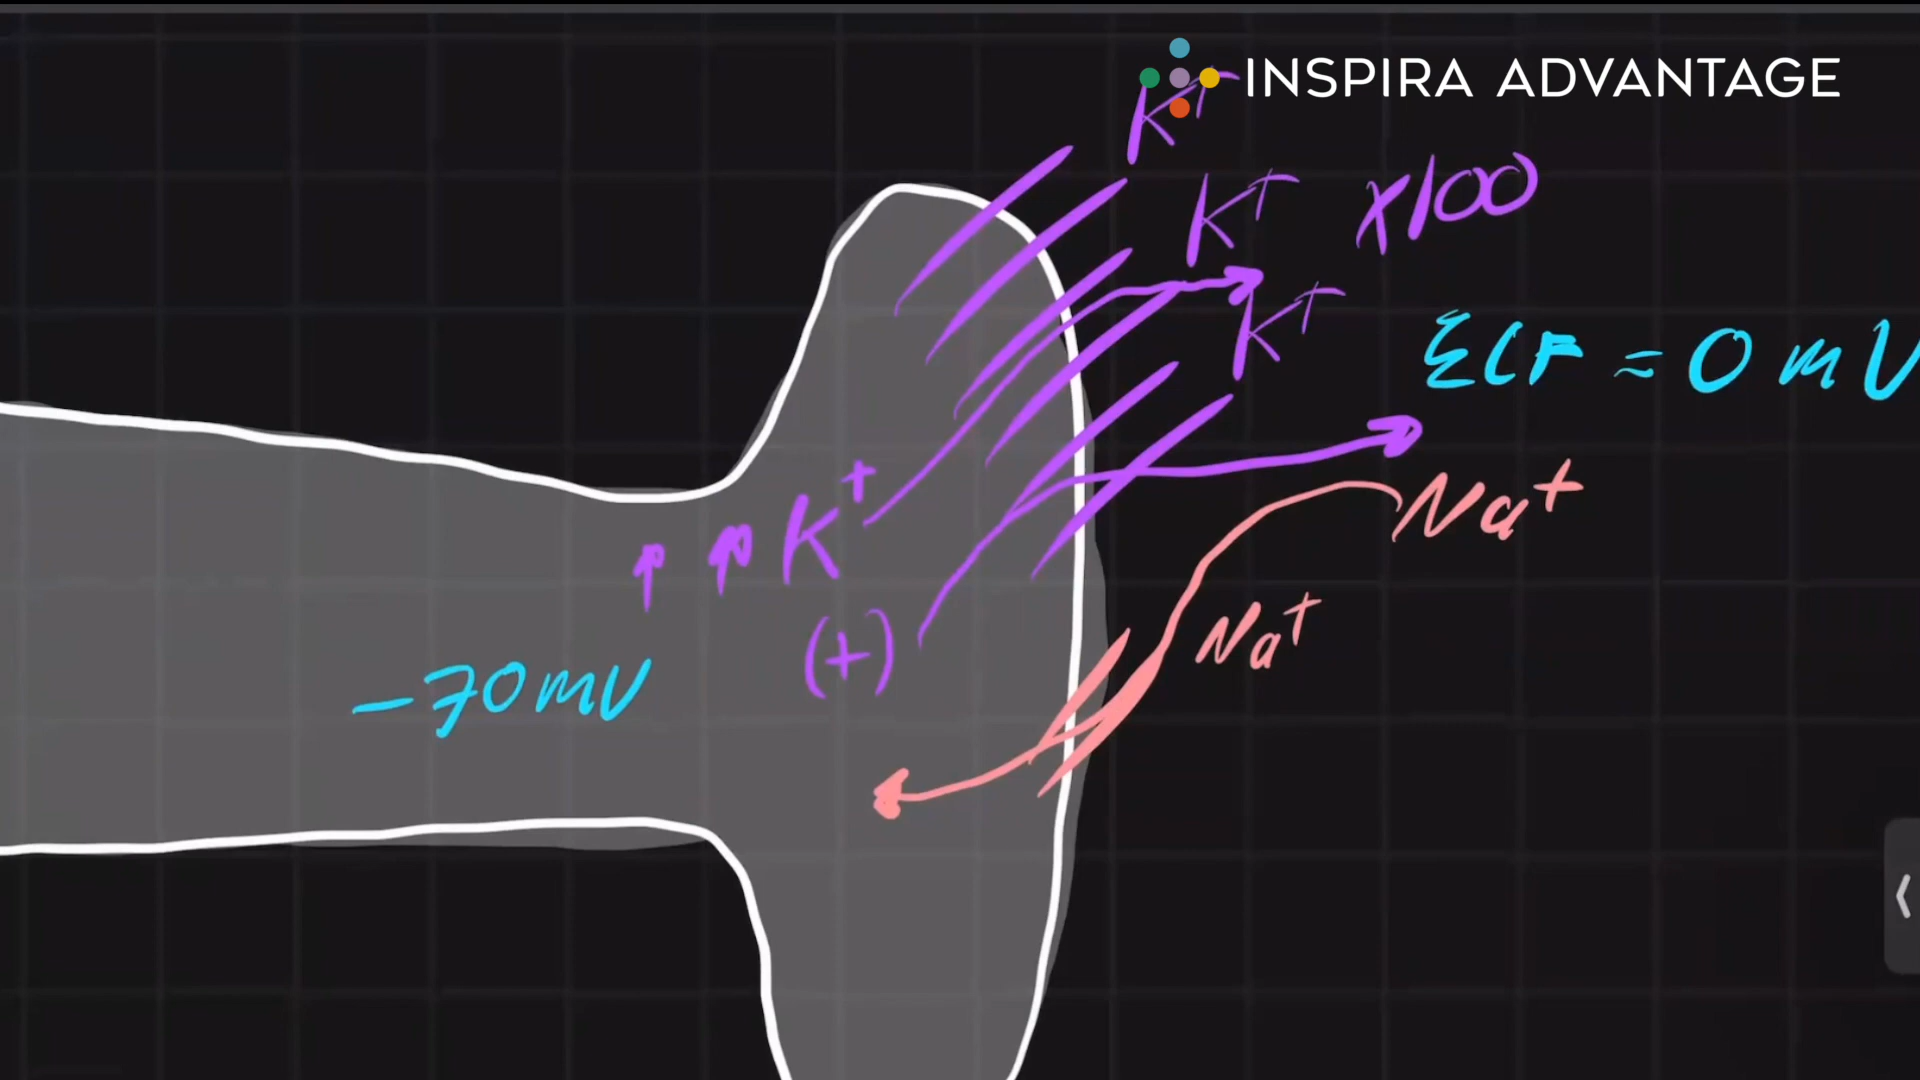 INSPIRA ADVANTAGE
K+
K+ x100
K+
ECF ≈ 0 mV
↑ ↑ K+
Na+
(+)
Na+
-70mV